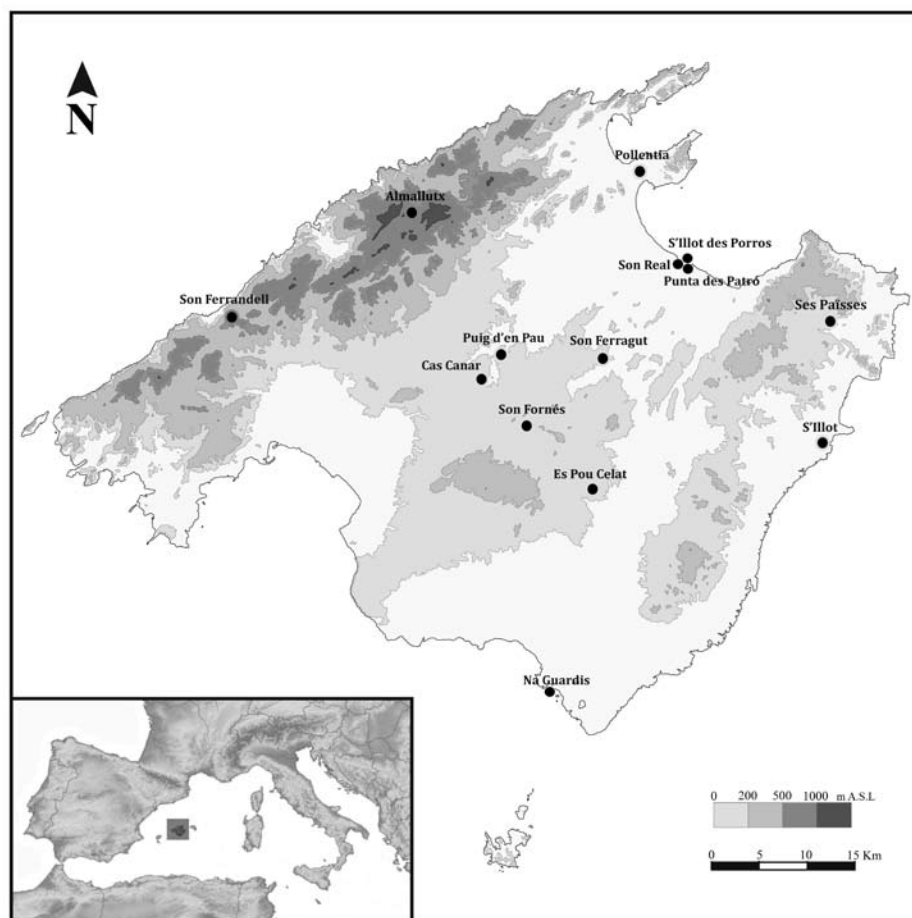 N
Pollentia
Almallutx
S'Illot des Porros
Son Real
Punta des Patró
Son Ferrandell
Ses Païsses
Puig d'en Pau
Son Ferragut
Cas Canar
Son Fornés
S'Illot
Es Pou Celat
Na Guardis
0 200 500 1000 m A.S.L
0 5 10 15 Km